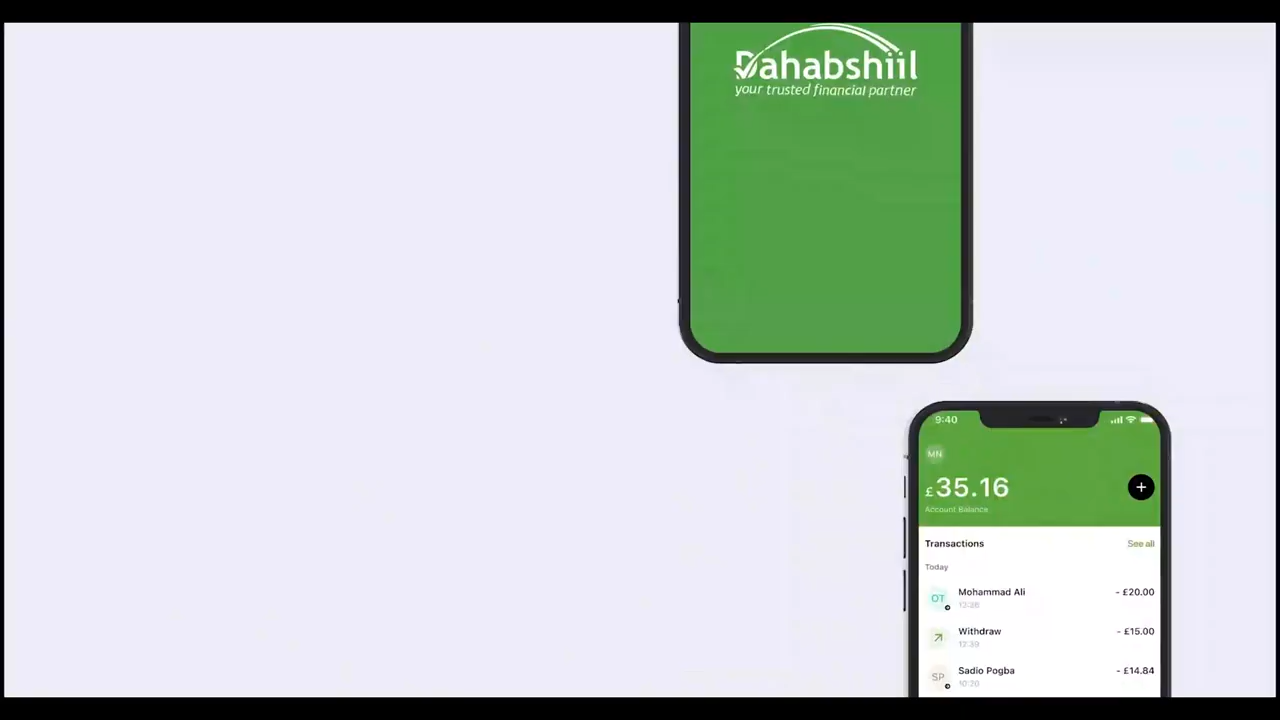 Dahabshiil
your trusted financial partner
9:40
MN
£35.16
+
Account Balance
Transactions See all
Today
OT Mohammad Ali - £20.00
Withdraw - £15.00
SP Sadio Pogba - £14.84